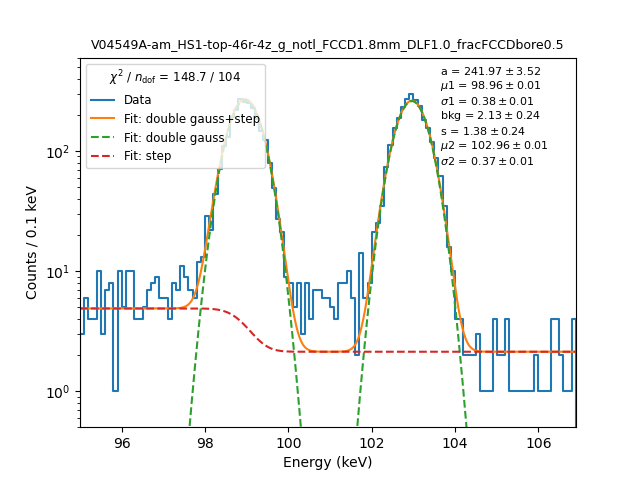 V04549A-am_HS1-top-46r-4z_g_notl_FCCD1.8mm_DLF1.0_fracFCCDbore0.5
χ² / n_dof = 148.7 / 104
Data
Fit: double gauss+step
Fit: double gauss
Fit: step
a = 241.97 ± 3.52
μ1 = 98.96 ± 0.01
σ1 = 0.38 ± 0.01
bkg = 2.13 ± 0.24
s = 1.38 ± 0.24
μ2 = 102.96 ± 0.01
σ2 = 0.37 ± 0.01
Counts / 0.1 keV
10²
10¹
10⁰
96 98 100 102 104 106
Energy (keV)